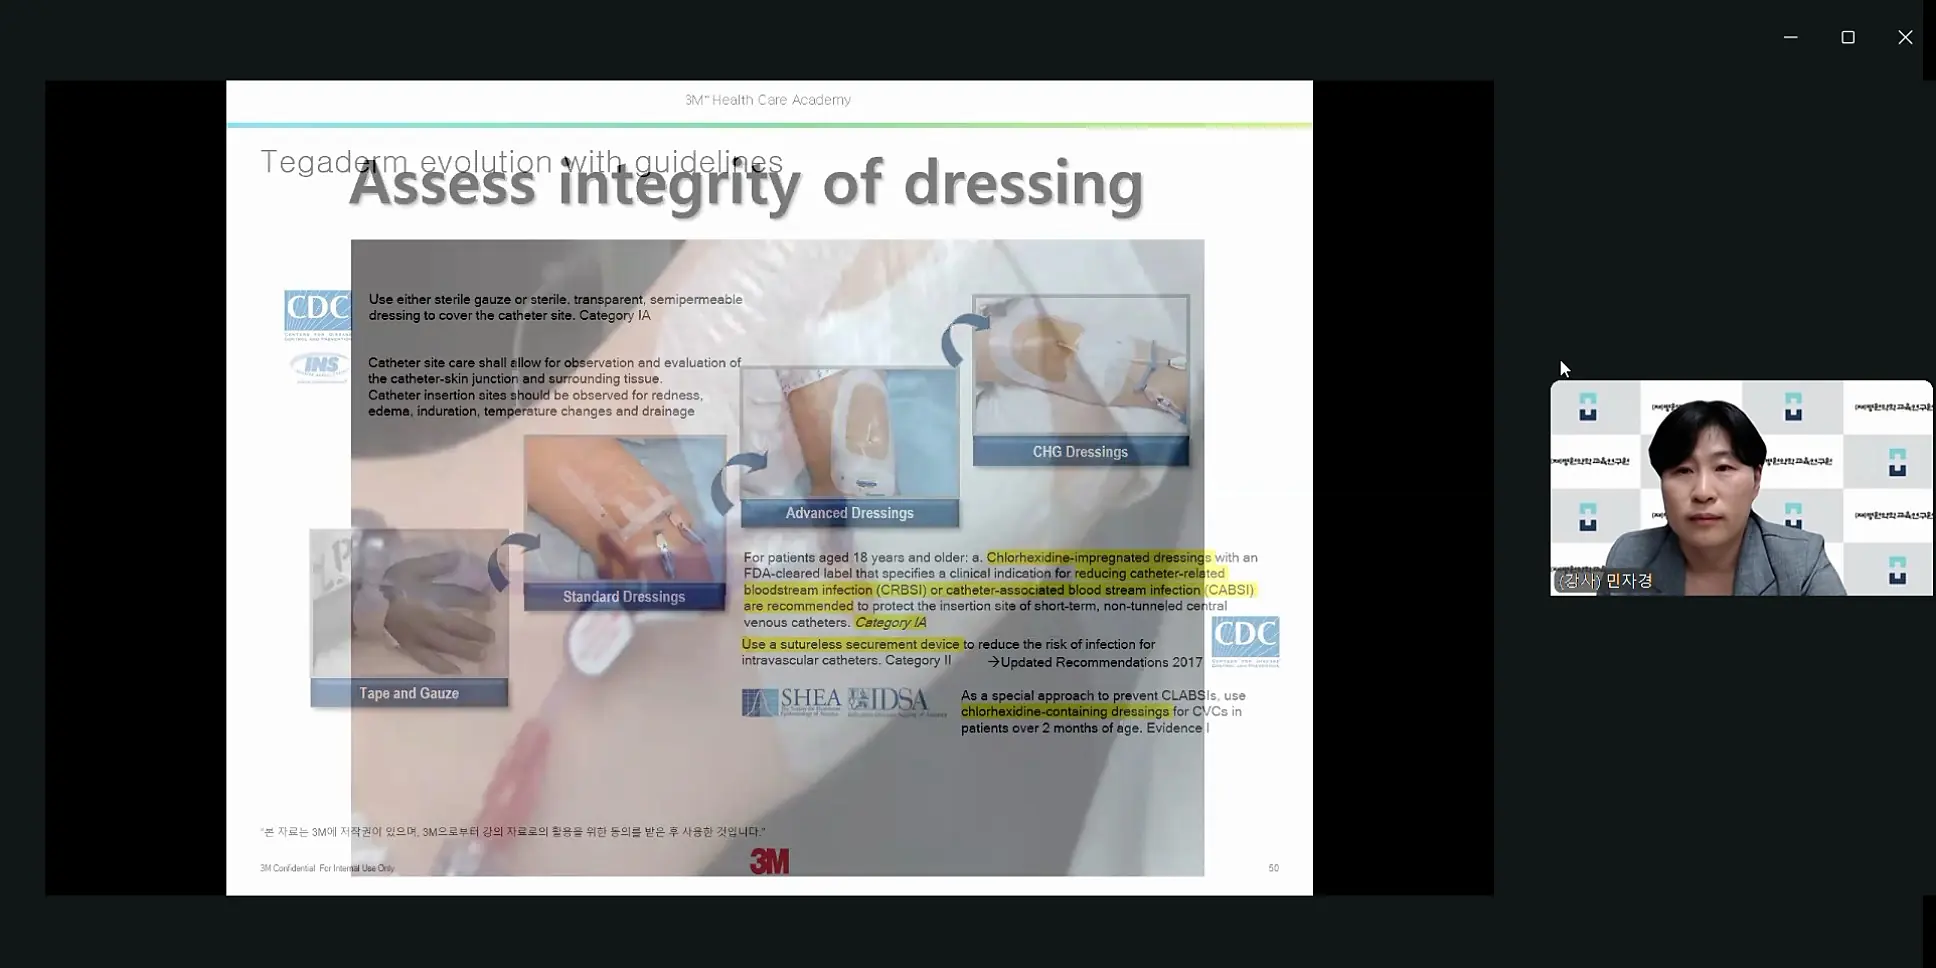 3M™ Health Care Academy
Tegaderm evolution with guidelines
Assess integrity of dressing
CDC
INS
Use either sterile gauze or sterile, transparent, semipermeable
dressing to cover the catheter site. Category IA
Catheter site care shall allow for observation and evaluation of
the catheter-skin junction and surrounding tissue.
Catheter insertion sites should be observed for redness,
edema, induration, temperature changes and drainage
CHG Dressings
Advanced Dressings
Standard Dressings
Tape and Gauze
For patients aged 18 years and older: a. Chlorhexidine-impregnated dressings with an
FDA-cleared label that specifies a clinical indication for reducing catheter-related
bloodstream infection (CRBSI) or catheter-associated blood stream infection (CABSI)
are recommended to protect the insertion site of short-term, non-tunneled central
venous catheters. Category IA
Use a sutureless securement device to reduce the risk of infection for
intravascular catheters. Category II
→Updated Recommendations 2017
CDC
SHEA
IDSA
As a special approach to prevent CLABSIs, use
chlorhexidine-containing dressings for CVCs in
patients over 2 months of age. Evidence I
"본 자료는 3M에 저작권이 있으며, 3M으로부터 강의 자료로의 활용을 위한 동의를 받은 후 사용한 것입니다."
3M Confidential. For Internal Use Only
3M
50
(강사) 민자경